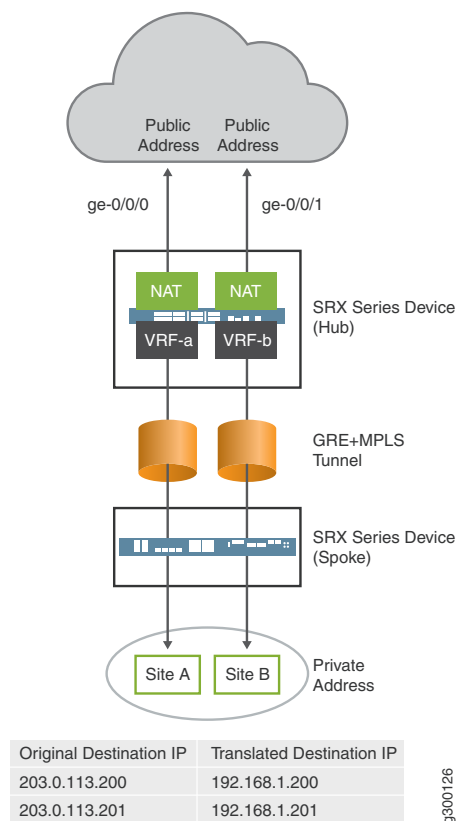 Public
Address
Public
Address
ge-0/0/0
ge-0/0/1
NAT
NAT
VRF-a
VRF-b
SRX Series Device
(Hub)
GRE+MPLS
Tunnel
SRX Series Device
(Spoke)
Site A
Site B
Private
Address
Original Destination IP Translated Destination IP
203.0.113.200 192.168.1.200
203.0.113.201 192.168.1.201
g300126